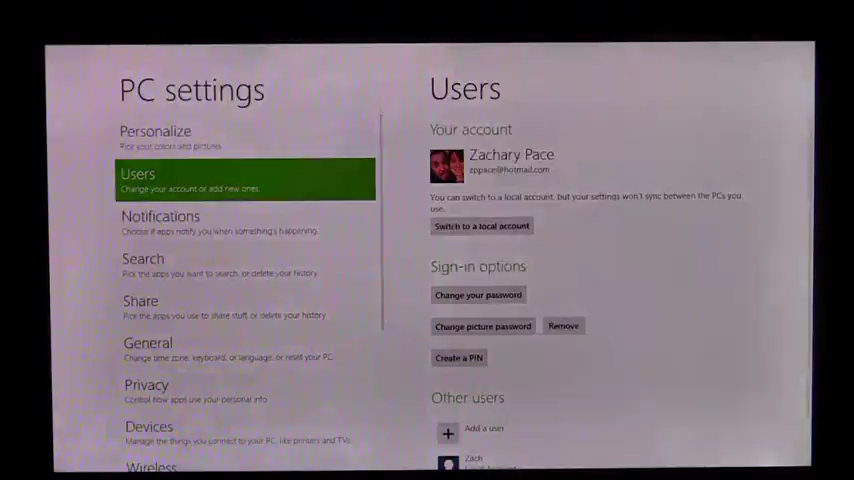 PC settings
Personalize
Pick your colors and pictures.
Users
Change your account or add new ones.
Notifications
Choose if apps notify you when something's happening.
Search
Pick the apps you want to search, or delete your history.
Share
Pick the apps you use to share stuff, or delete your history.
General
Change time zone, keyboard, or language, or reset your PC.
Privacy
Control how apps use your personal info.
Devices
Manage the things you connect to your PC, like printers and TVs.
Wireless
Users
Your account
Zachary Pace
zppace@hotmail.com
You can switch to a local account, but your settings won't sync between the PCs you
use.
Switch to a local account
Sign-in options
Change your password
Change picture password
Remove
Create a PIN
Other users
Add a user
Zach